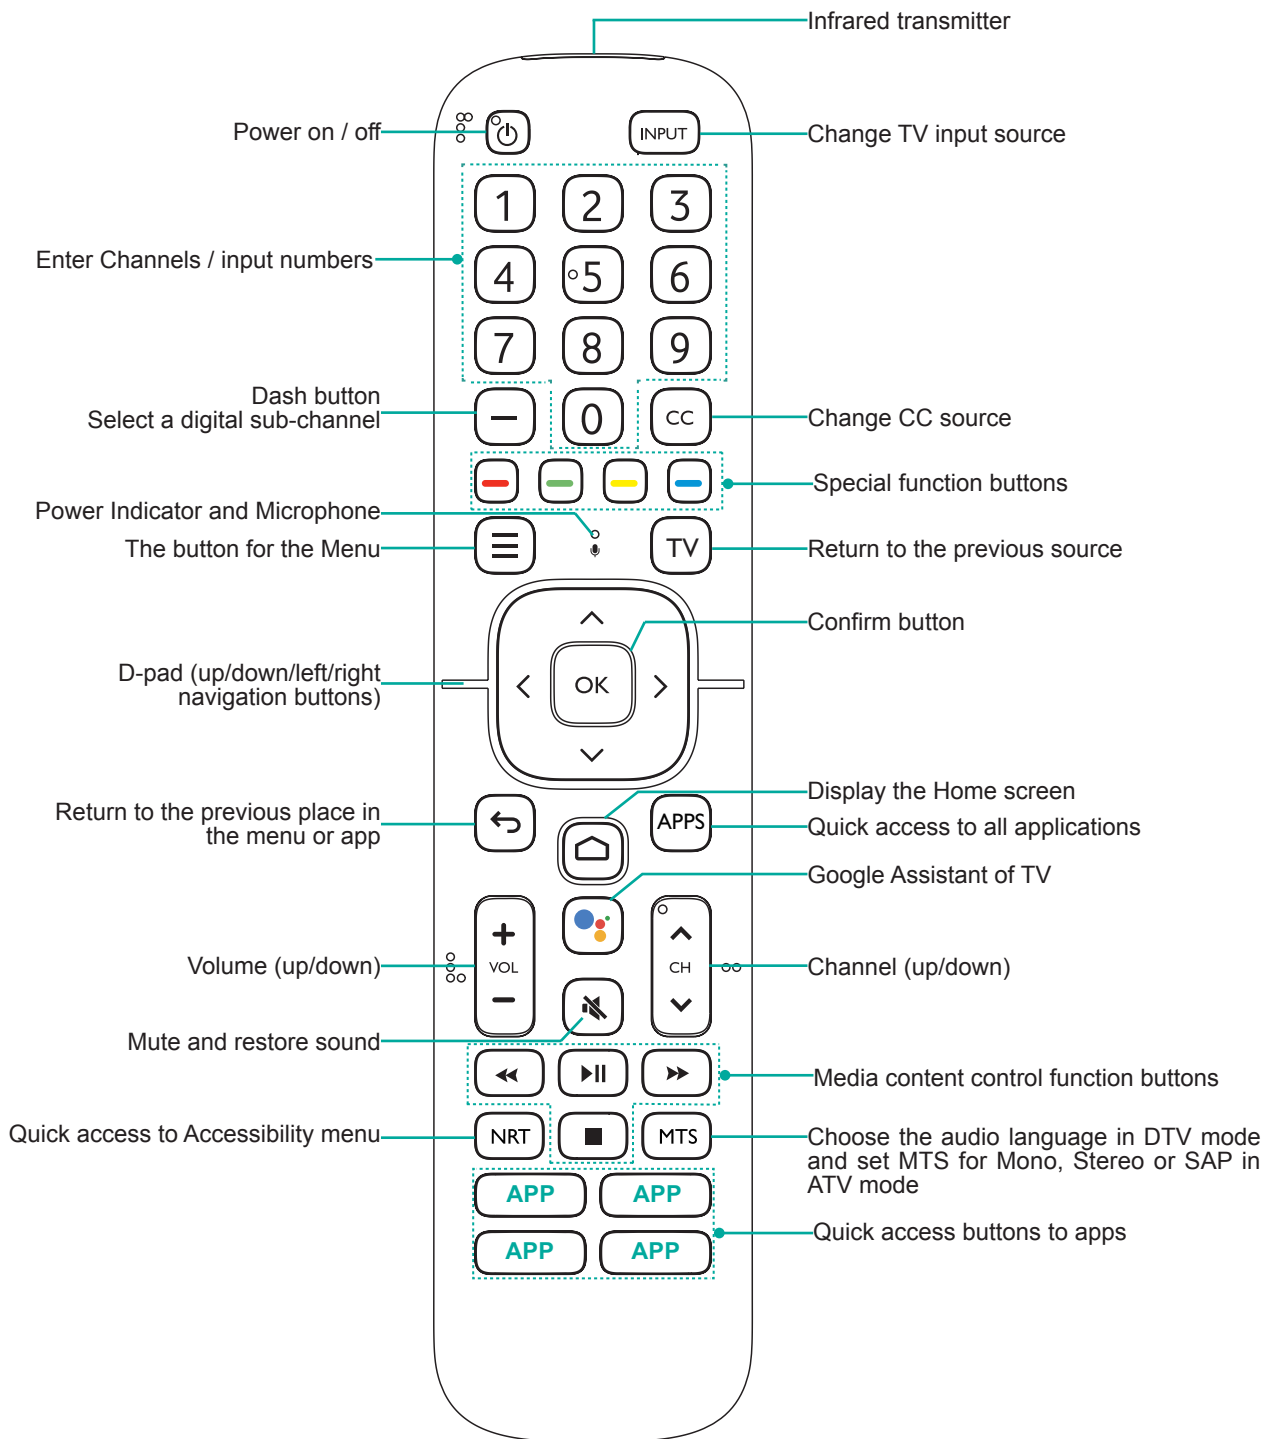 Infrared transmitter
Power on / off
INPUT
Change TV input source
1 2 3
Enter Channels / input numbers
4 5 6
7 8 9
Dash button
Select a digital sub-channel
0
CC
Change CC source
Special function buttons
Power Indicator and Microphone
The button for the Menu
TV
Return to the previous source
Confirm button
D-pad (up/down/left/right
navigation buttons)
OK
Display the Home screen
Return to the previous place in
the menu or app
APPS
Quick access to all applications
Google Assistant of TV
Volume (up/down)
VOL
CH
Channel (up/down)
Mute and restore sound
Media content control function buttons
Quick access to Accessibility menu
NRT
MTS
Choose the audio language in DTV mode
and set MTS for Mono, Stereo or SAP in
ATV mode
APP APP
Quick access buttons to apps
APP APP